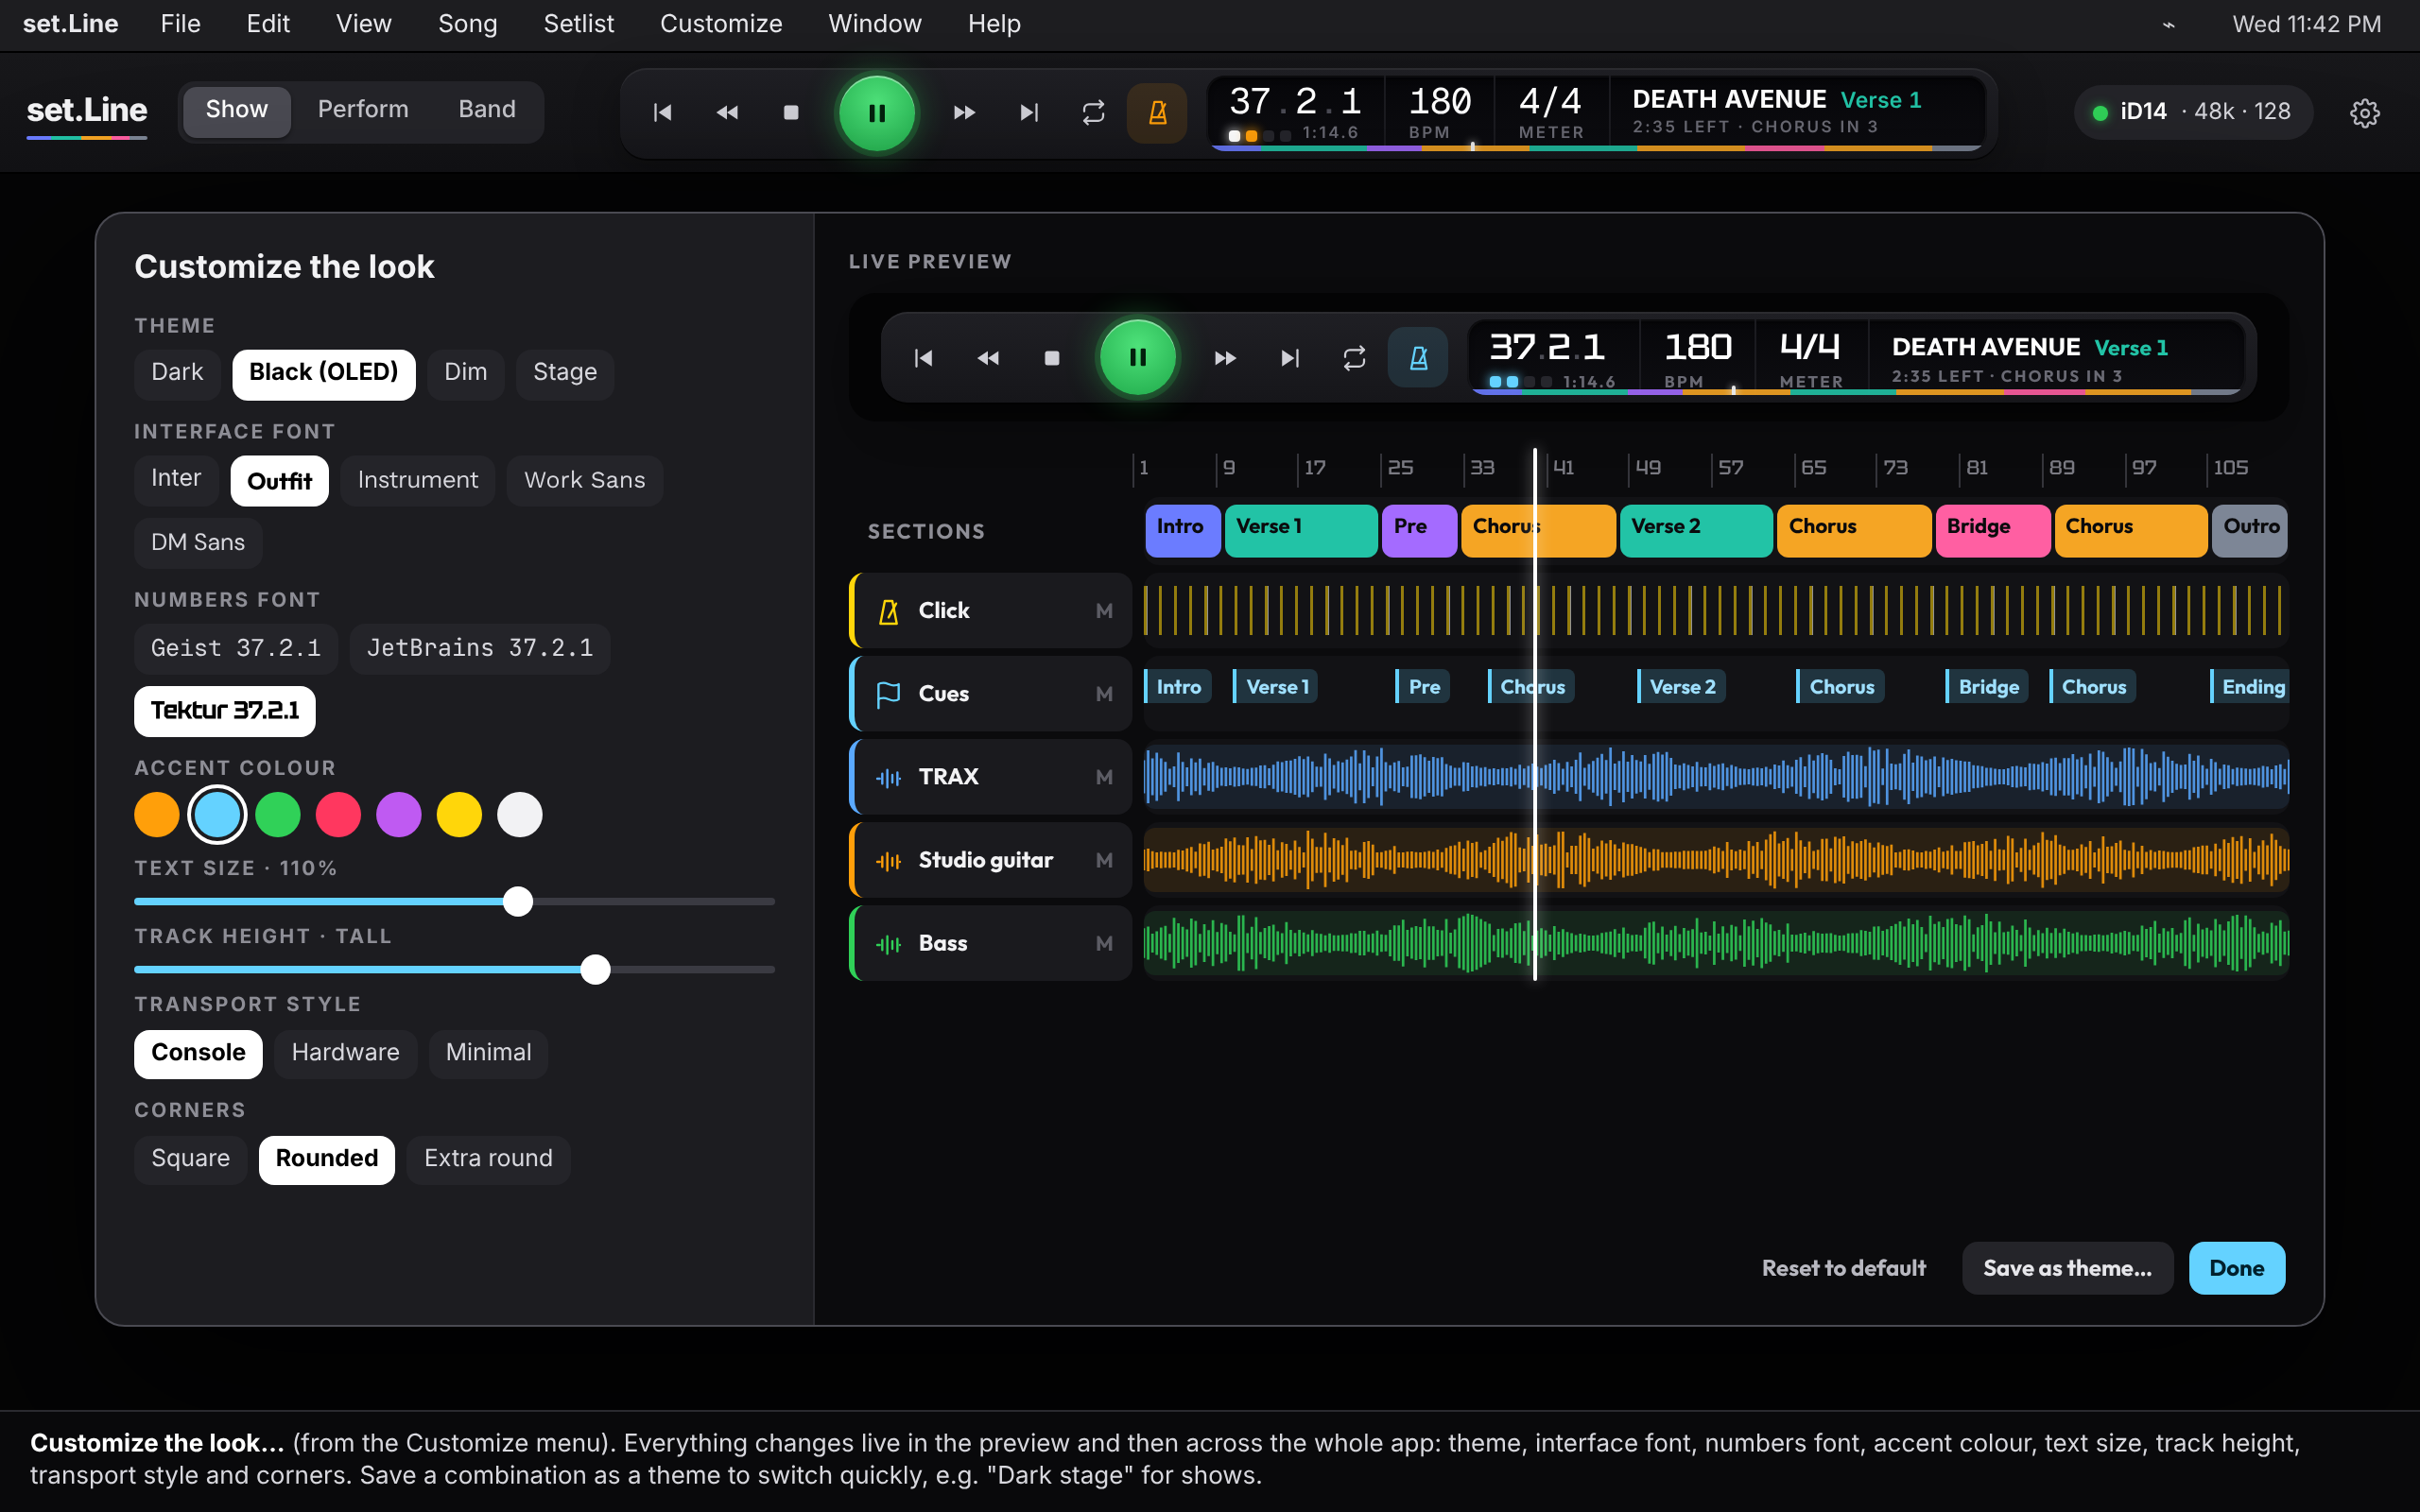 set.Line File Edit View Song Setlist Customize Window Help Wed 11:42 PM
set.Line Show Perform Band 37.2.1 1:14.6 180 BPM 4/4 METER DEATH AVENUE Verse 1 2:35 LEFT · CHORUS IN 3 iD14 · 48k · 128
Customize the look
THEME
Dark Black (OLED) Dim Stage
INTERFACE FONT
Inter Outfit Instrument Work Sans
DM Sans
NUMBERS FONT
Geist 37.2.1 JetBrains 37.2.1
Tektur 37.2.1
ACCENT COLOUR
TEXT SIZE · 110%
TRACK HEIGHT · TALL
TRANSPORT STYLE
Console Hardware Minimal
CORNERS
Square Rounded Extra round
LIVE PREVIEW
37.2.1 180 4/4 DEATH AVENUE Verse 1
1:14.6 BPM METER 2:35 LEFT · CHORUS IN 3
1 9 17 25 33 41 49 57 65 73 81 89 97 105
SECTIONS Intro Verse 1 Pre Chorus Verse 2 Chorus Bridge Chorus Outro
Click M
Cues M Intro Verse 1 Pre Chorus Verse 2 Chorus Bridge Chorus Ending
TRAX M
Studio guitar M
Bass M
Reset to default Save as theme... Done
Customize the look... (from the Customize menu). Everything changes live in the preview and then across the whole app: theme, interface font, numbers font, accent colour, text size, track height,
transport style and corners. Save a combination as a theme to switch quickly, e.g. "Dark stage" for shows.